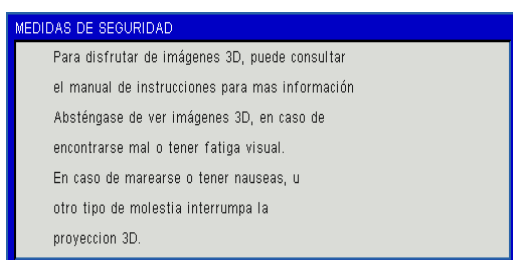 MEDIDAS DE SEGURIDAD
Para disfrutar de imágenes 3D, puede consultar
el manual de instrucciones para mas información
Absténgase de ver imágenes 3D, en caso de
encontrarse mal o tener fatiga visual.
En caso de marearse o tener nauseas, u
otro tipo de molestia interrumpa la
proyeccion 3D.